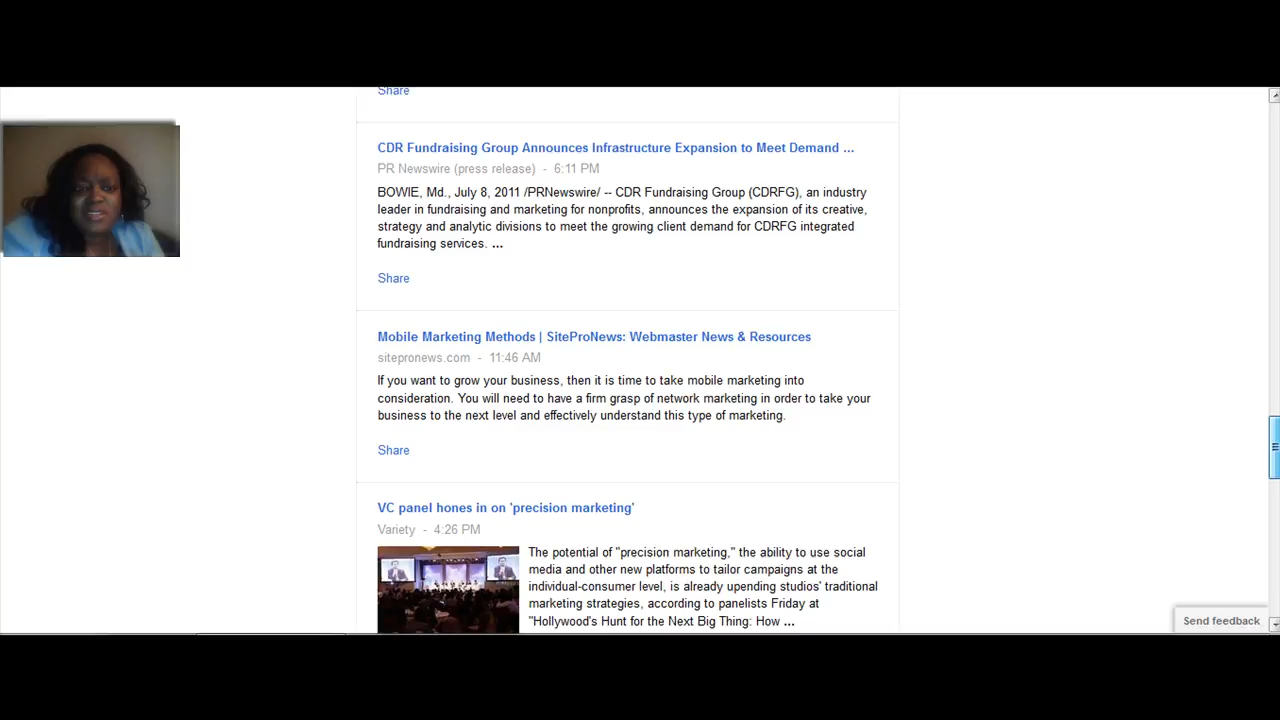 Share
CDR Fundraising Group Announces Infrastructure Expansion to Meet Demand ...
PR Newswire (press release) - 6:11 PM
BOWIE, Md., July 8, 2011 /PRNewswire/ -- CDR Fundraising Group (CDRFG), an industry
leader in fundraising and marketing for nonprofits, announces the expansion of its creative,
strategy and analytic divisions to meet the growing client demand for CDRFG integrated
fundraising services. ...
Share
Mobile Marketing Methods | SiteProNews: Webmaster News & Resources
sitepronews.com - 11:46 AM
If you want to grow your business, then it is time to take mobile marketing into
consideration. You will need to have a firm grasp of network marketing in order to take your
business to the next level and effectively understand this type of marketing.
Share
VC panel hones in on 'precision marketing'
Variety - 4:26 PM
The potential of "precision marketing," the ability to use social
media and other new platforms to tailor campaigns at the
individual-consumer level, is already upending studios' traditional
marketing strategies, according to panelists Friday at
"Hollywood's Hunt for the Next Big Thing: How ...
Send feedback